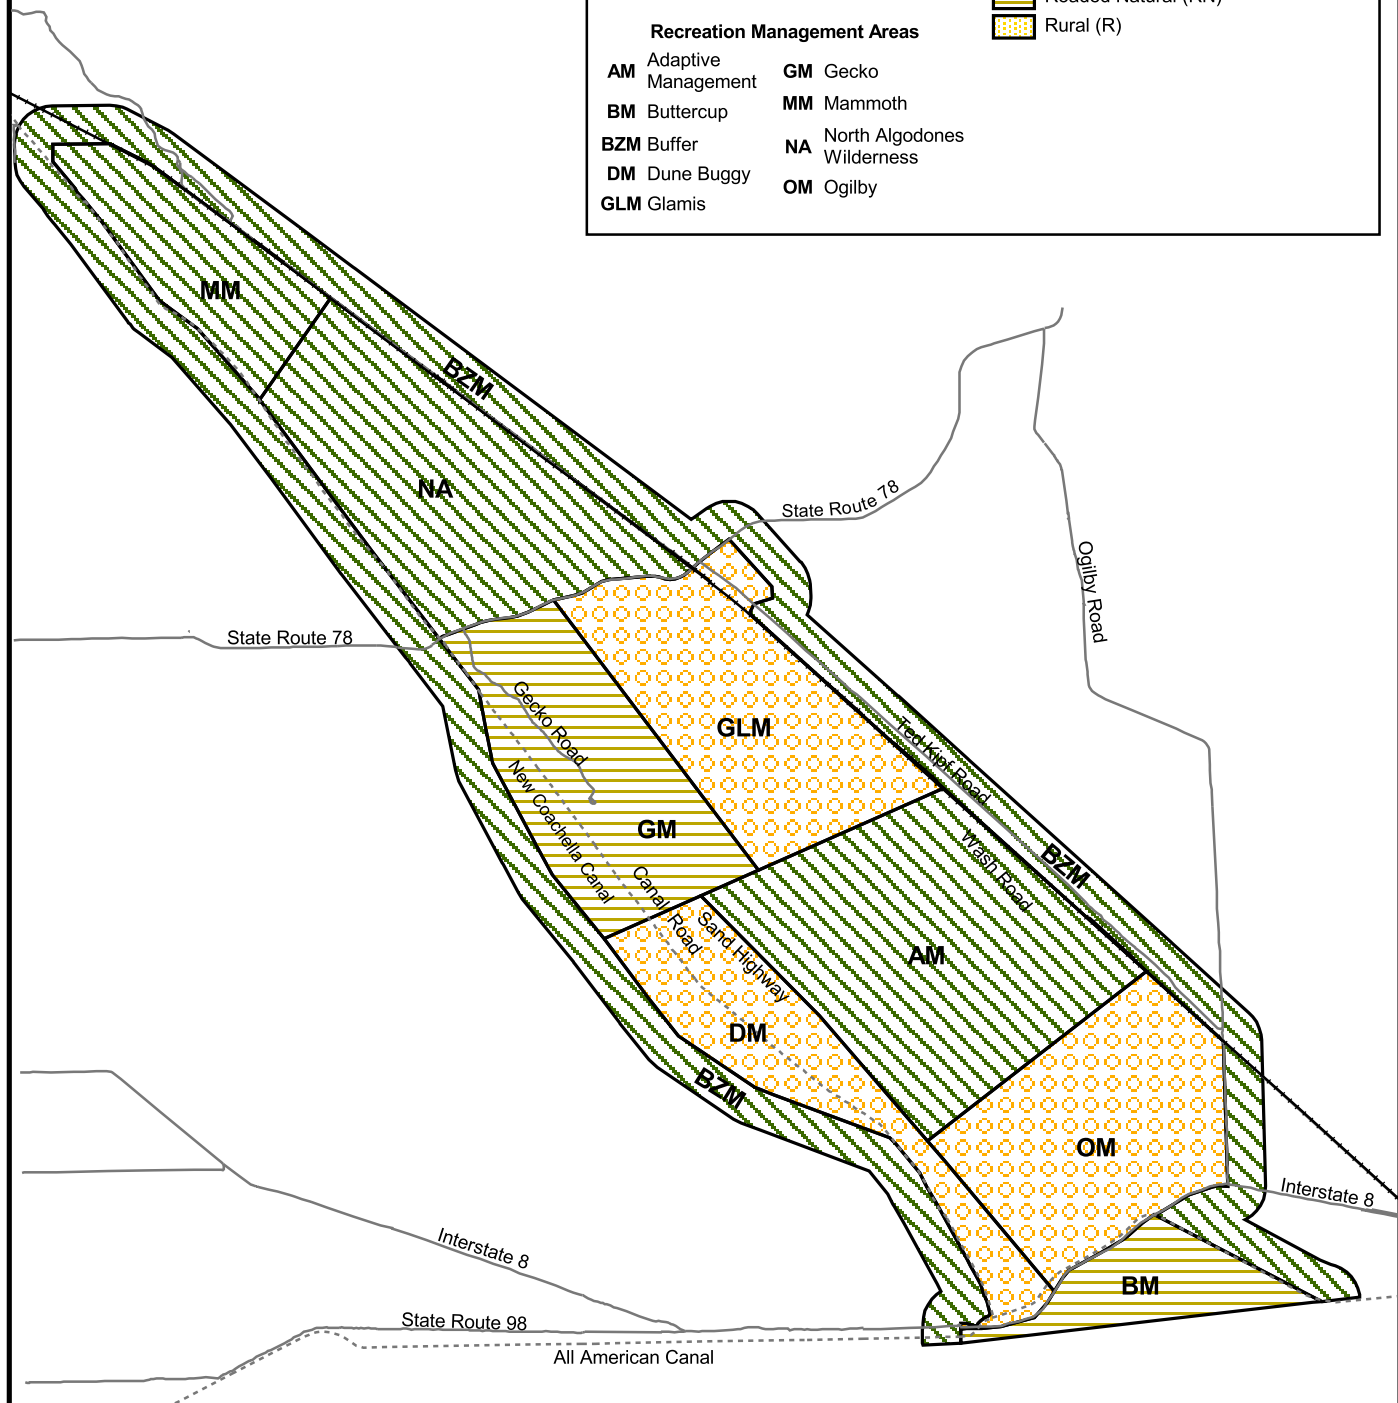 Roaded Natural (RN)
Rural (R)
Recreation Management Areas
AM Adaptive
Management
BM Buttercup
BZM Buffer
DM Dune Buggy
GLM Glamis
GM Gecko
MM Mammoth
NA North Algodones
Wilderness
OM Ogilby
MM
BZM
NA
State Route 78
Ogilby Road
State Route 78
Gecko Road
GLM
Ted Kipf Road
New Coachella Canal
GM
Wash Road
BZM
Canal Road
Sand Highway
AM
DM
BZM
OM
Interstate 8
Interstate 8
BM
State Route 98
All American Canal